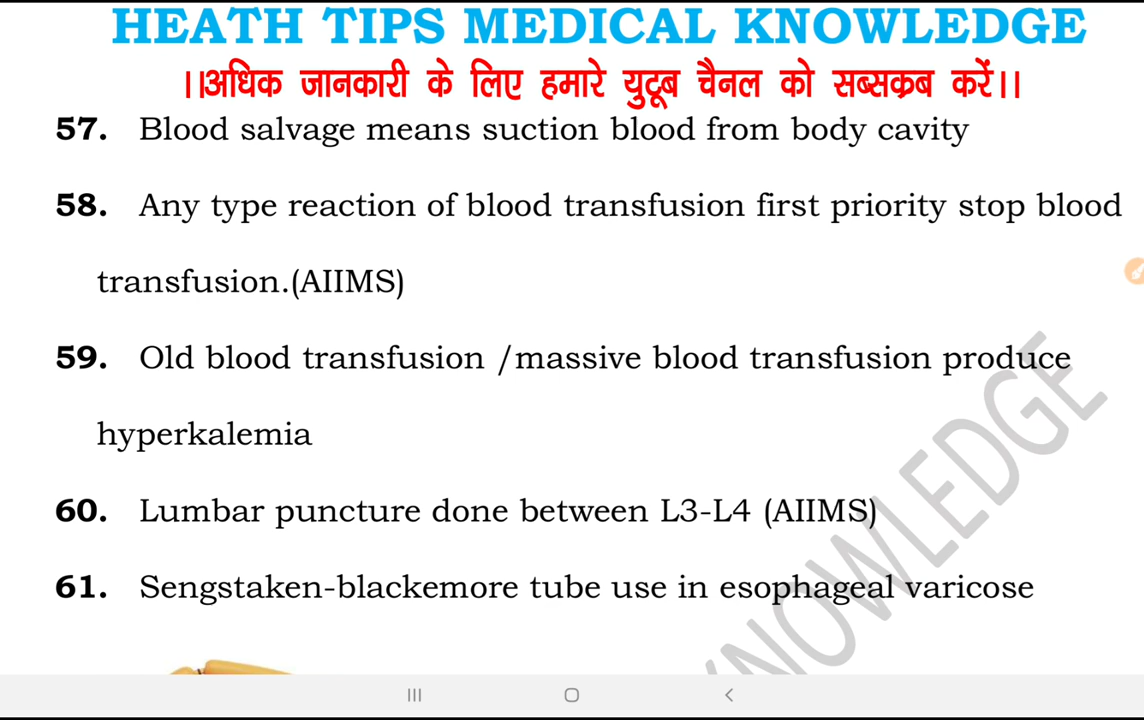 HEATH TIPS MEDICAL KNOWLEDGE
।।अधिक जानकारी के लिए हमारे युटूब चैनल को सब्सक्रब करें।।
57. Blood salvage means suction blood from body cavity
58. Any type reaction of blood transfusion first priority stop blood
transfusion.(AIIMS)
59. Old blood transfusion /massive blood transfusion produce
hyperkalemia
60. Lumbar puncture done between L3-L4 (AIIMS)
61. Sengstaken-blackemore tube use in esophageal varicose
KNOWLEDGE